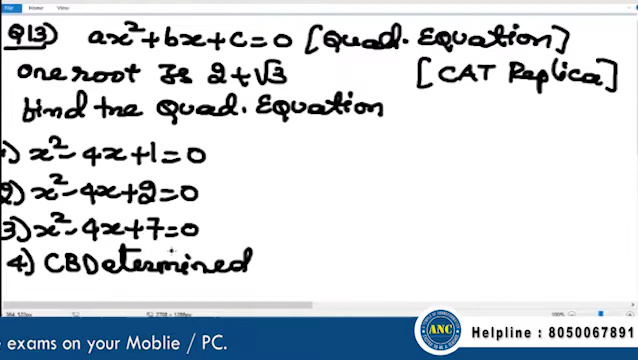 File Home View
Q13) ax²+bx+c=0 [Quad. Equation]
one root Is 2+√3 [CAT Replica]
find the Quad. Equation
1) x²-4x+1=0
2) x²-4x+2=0
3) x²-4x+7=0
4) CBDetermined
100%
e exams on your Moblie / PC.
ANC
Helpline : 8050067891